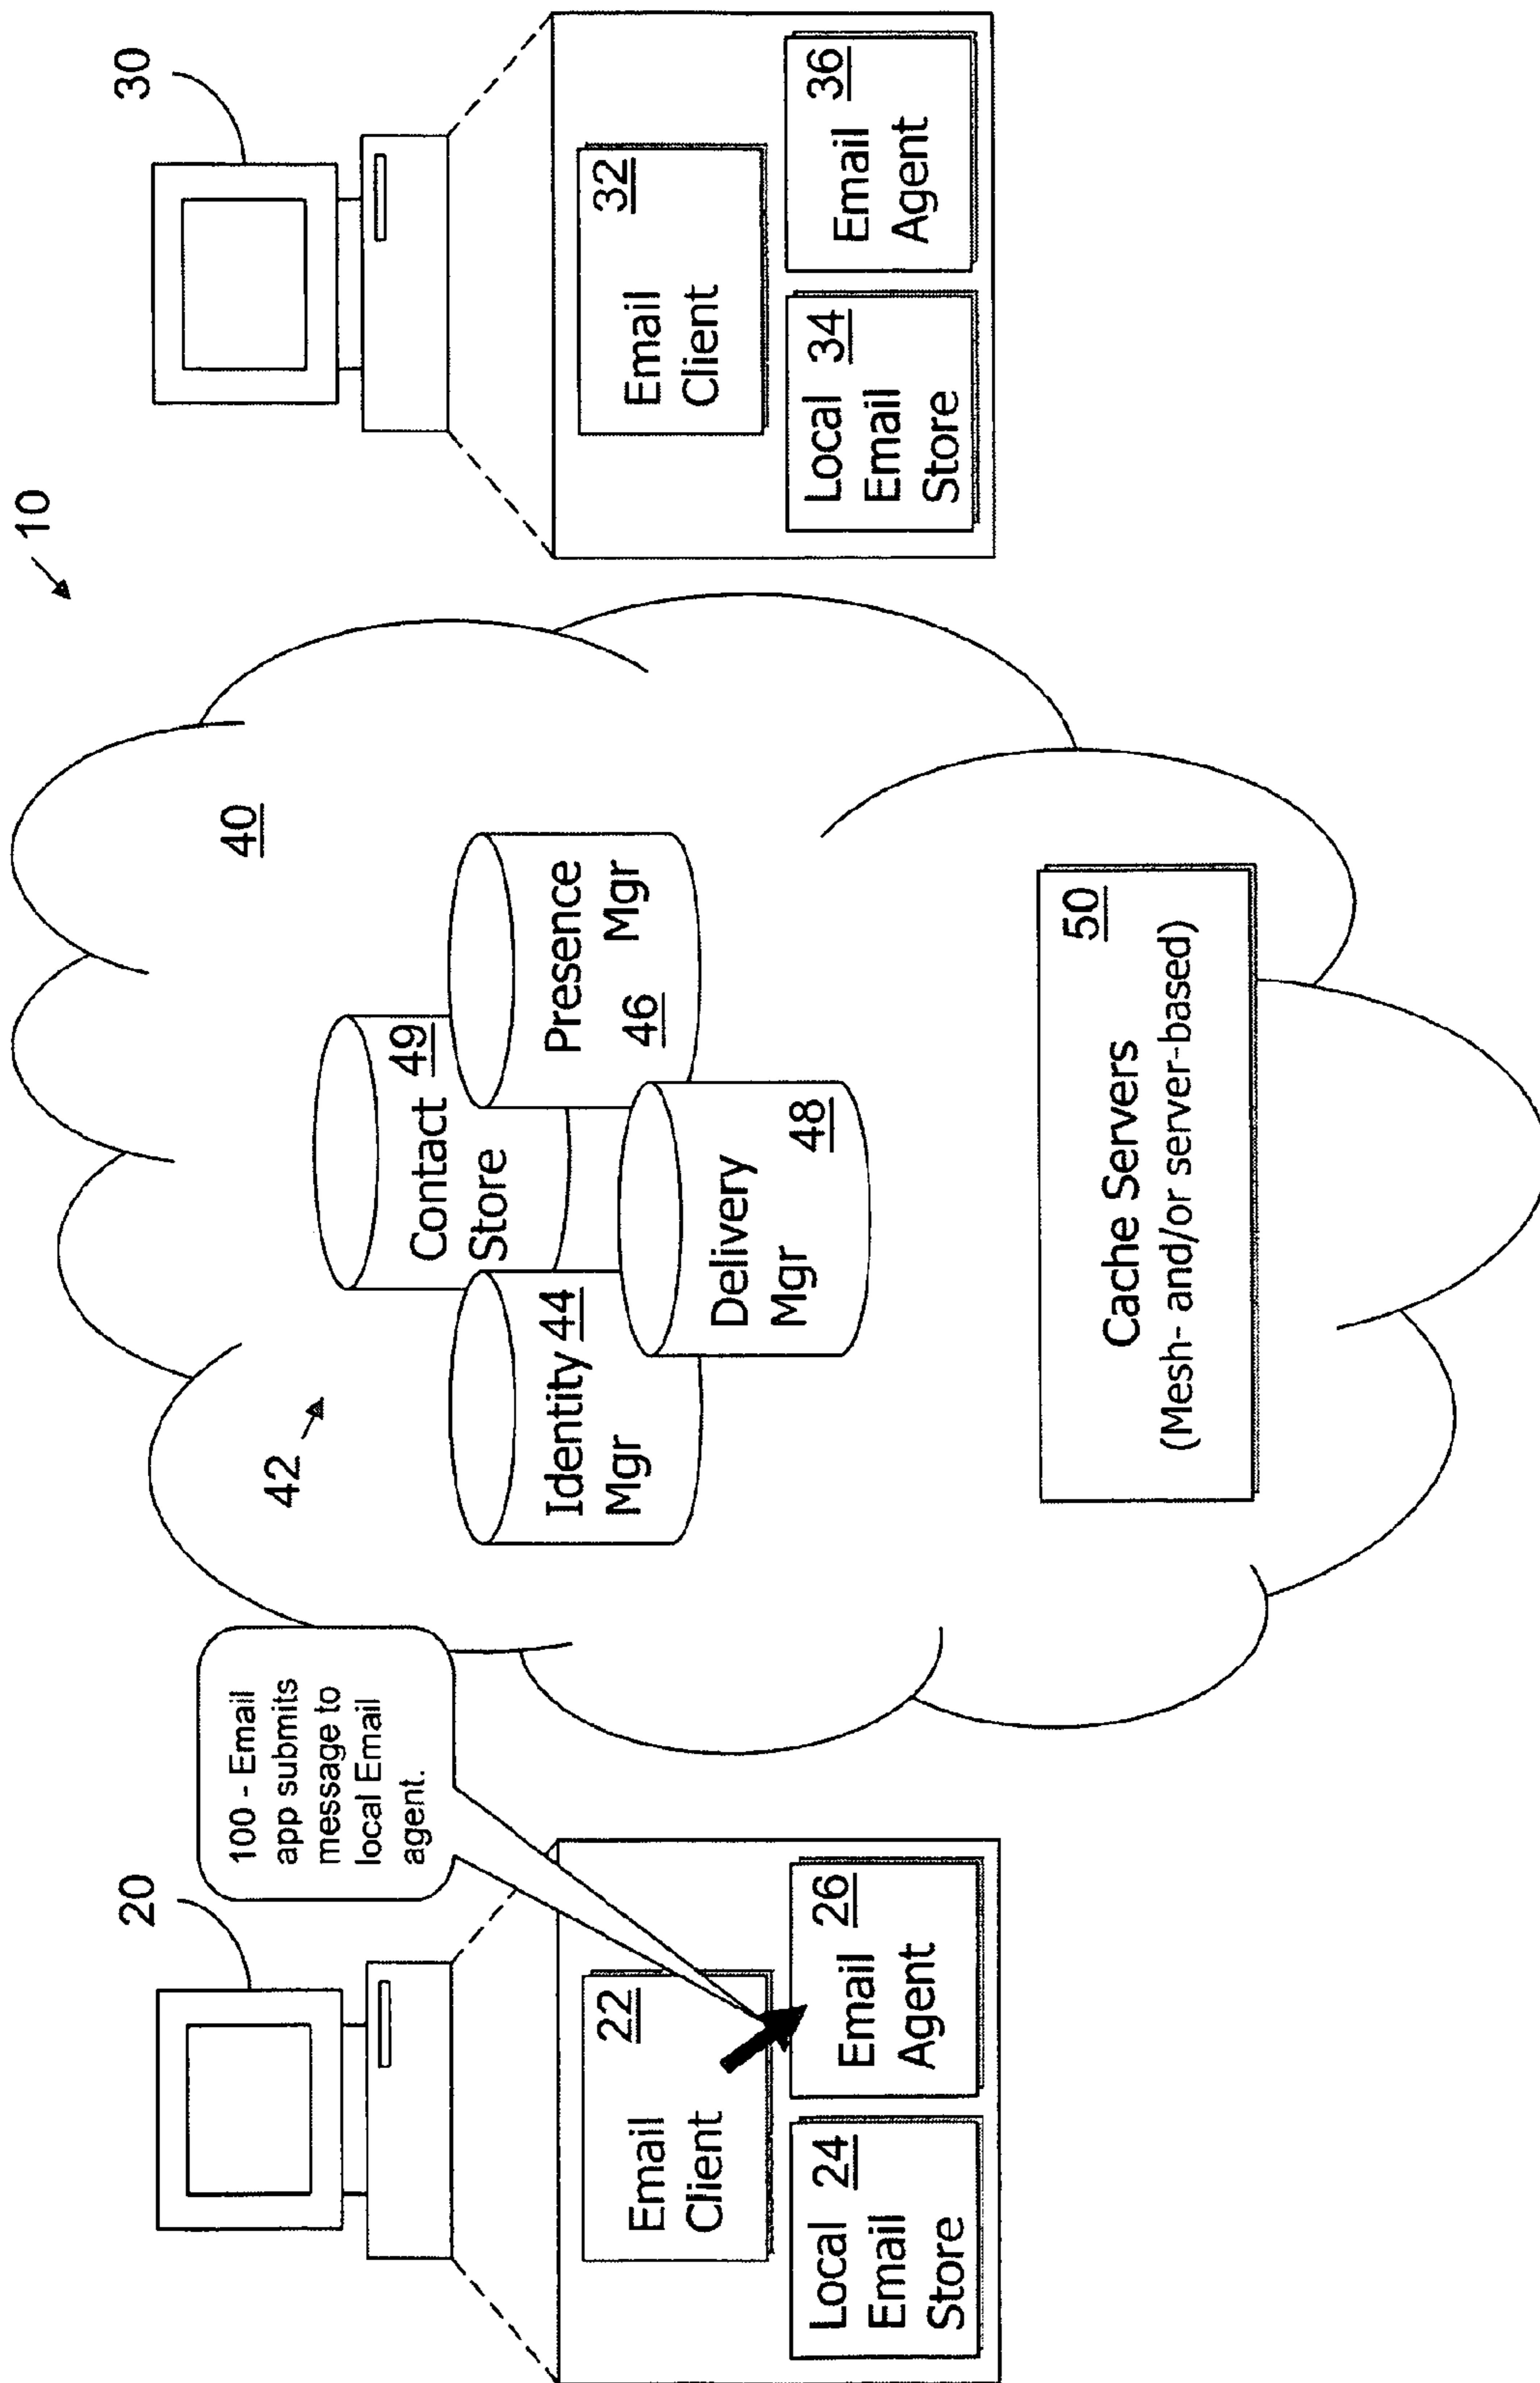 10
20
100 - Email
app submits
message to
local Email
agent.
Email
Client
22
Local 24
Email
Store
26
Email
Agent
42
40
Contact
Store
49
Identity 44
Mgr
Presence
46 Mgr
Delivery
Mgr
48
50
Cache Servers
(Mesh- and/or server-based)
30
Email
Client
32
Local 34
Email
Store
36
Email
Agent